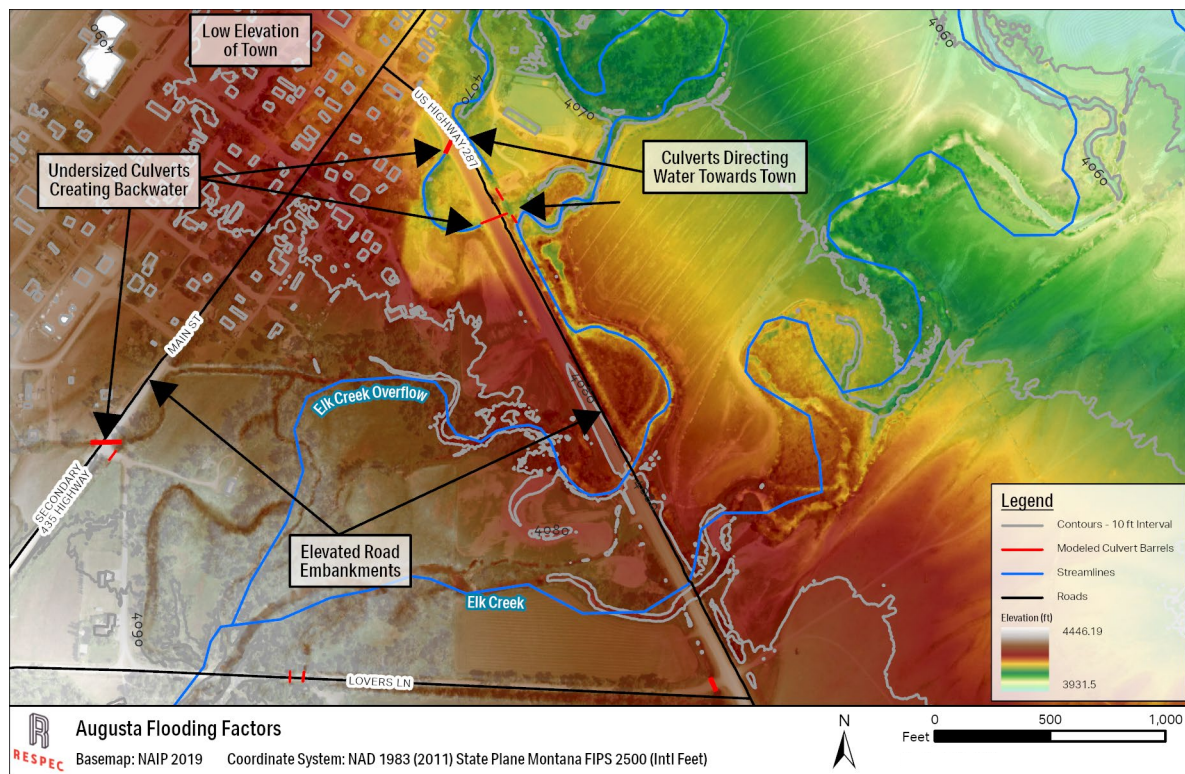 Low Elevation
of Town
4090
4070
4070
4060
4060
US HIGHWAY 287
Undersized Culverts
Creating Backwater
Culverts Directing
Water Towards Town
MAIN ST
Elk Creek Overflow
4080
SECONDARY
435 HIGHWAY
4080
Elevated Road
Embankments
Elk Creek
4090
LOVERS LN
Legend
Contours - 10 ft Interval
Modeled Culvert Barrels
Streamlines
Roads
Elevation (ft)
4446.19
3931.5
RESPEC
Augusta Flooding Factors
Basemap: NAIP 2019 Coordinate System: NAD 1983 (2011) State Plane Montana FIPS 2500 (Intl Feet)
N
0 500 1,000
Feet